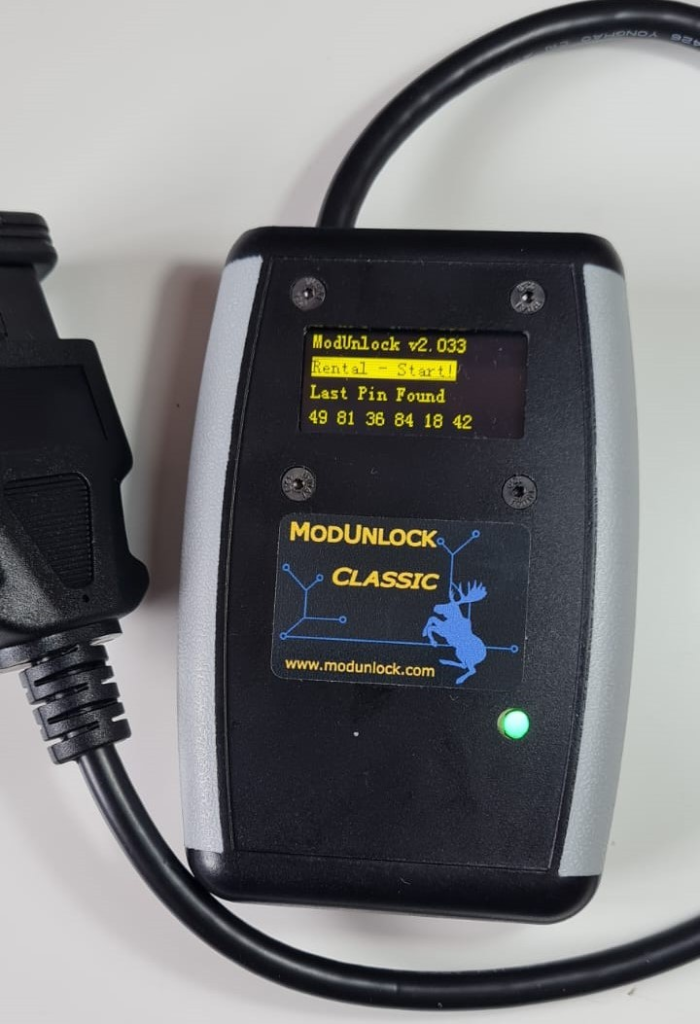 ModUnlock v2.033
Rental - Start!
Last Pin Found
49 81 36 84 18 42
MODUNLOCK
CLASSIC
www.modunlock.com